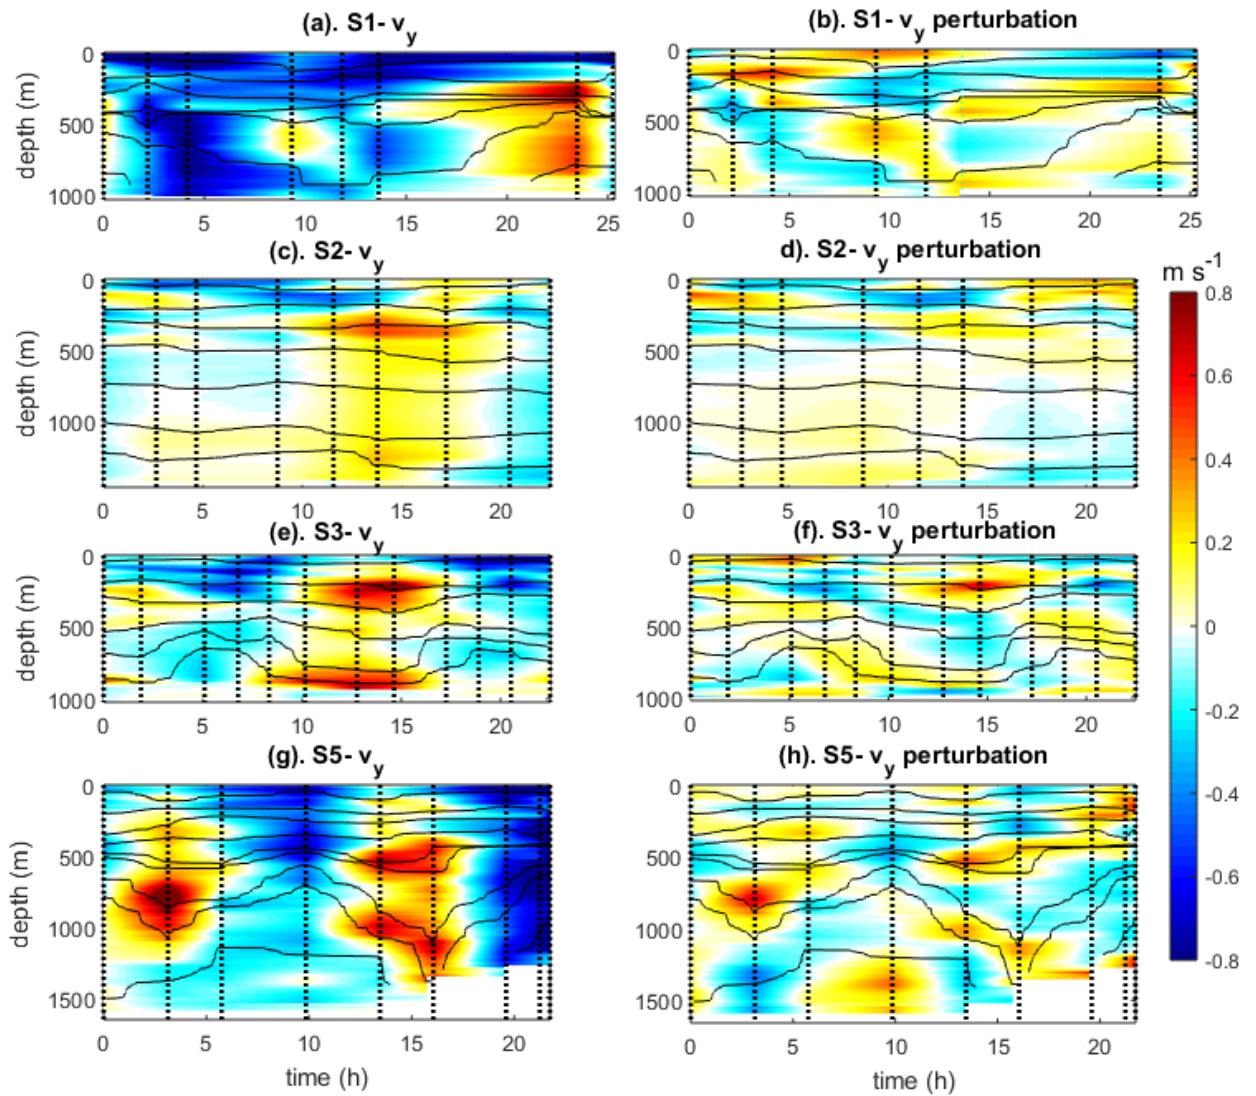 (a). S1- v_y
(b). S1- v_y perturbation
depth (m)
0
500
1000
0 5 10 15 20 25
0
500
1000
0 5 10 15 20 25
(c). S2- v_y
d). S2- v_y perturbation
depth (m)
0
500
1000
0 5 10 15 20
0
500
1000
0 5 10 15 20
m s^-1
0.8
0.6
0.4
0.2
0
-0.2
-0.4
-0.6
-0.8
(e). S3- v_y
(f). S3- v_y perturbation
depth (m)
0
500
1000
0 5 10 15 20
0
500
1000
0 5 10 15 20
(g). S5- v_y
(h). S5- v_y perturbation
depth (m)
0
500
1000
1500
0 5 10 15 20
time (h)
0
500
1000
1500
0 5 10 15 20
time (h)